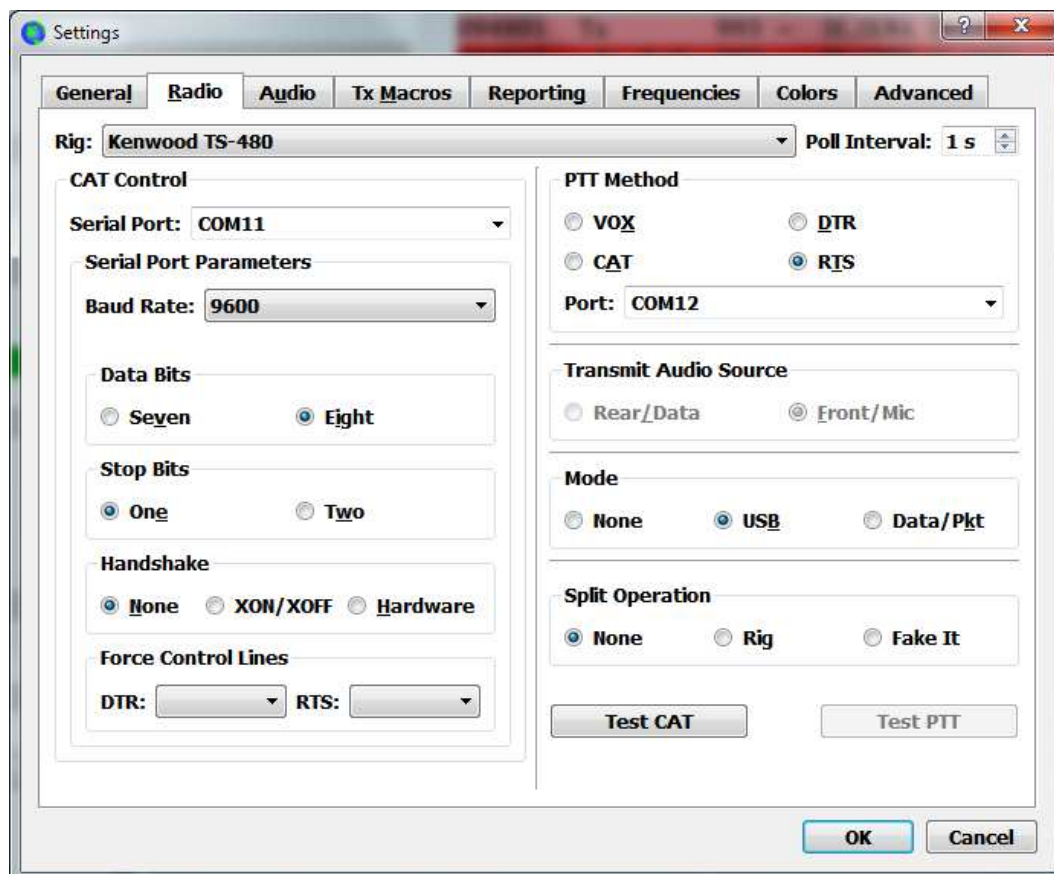 Settings
General Radio Audio Tx Macros Reporting Frequencies Colors Advanced
Rig: Kenwood TS-480 Poll Interval: 1 s
CAT Control
Serial Port: COM11
Serial Port Parameters
Baud Rate: 9600
Data Bits
Seven Eight
Stop Bits
One Two
Handshake
None XON/XOFF Hardware
Force Control Lines
DTR: RTS:
PTT Method
VOX DTR
CAT RTS
Port: COM12
Transmit Audio Source
Rear/Data Front/Mic
Mode
None USB Data/Pkt
Split Operation
None Rig Fake It
Test CAT Test PTT
OK Cancel